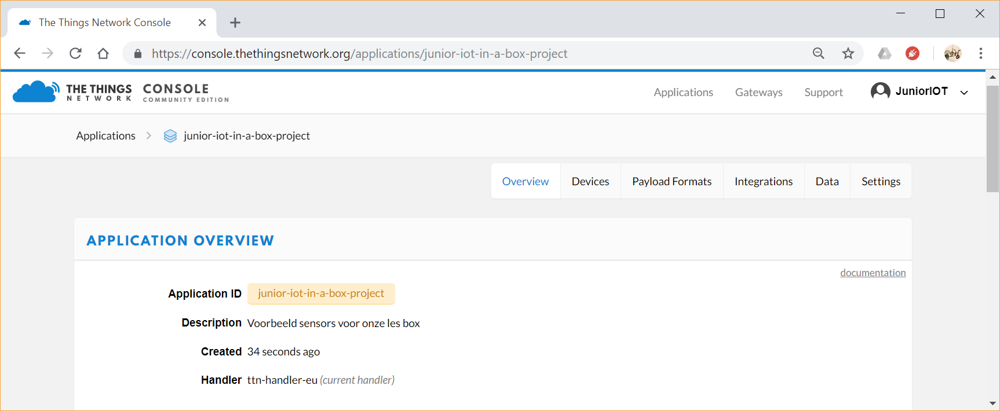 The Things Network Console
https://console.thethingsnetwork.org/applications/junior-iot-in-a-box-project
THE THINGS NETWORK CONSOLE COMMUNITY EDITION
Applications Gateways Support JuniorIOT
Applications junior-iot-in-a-box-project
Overview Devices Payload Formats Integrations Data Settings
APPLICATION OVERVIEW
documentation
Application ID junior-iot-in-a-box-project
Description Voorbeeld sensors voor onze les box
Created 34 seconds ago
Handler ttn-handler-eu (current handler)